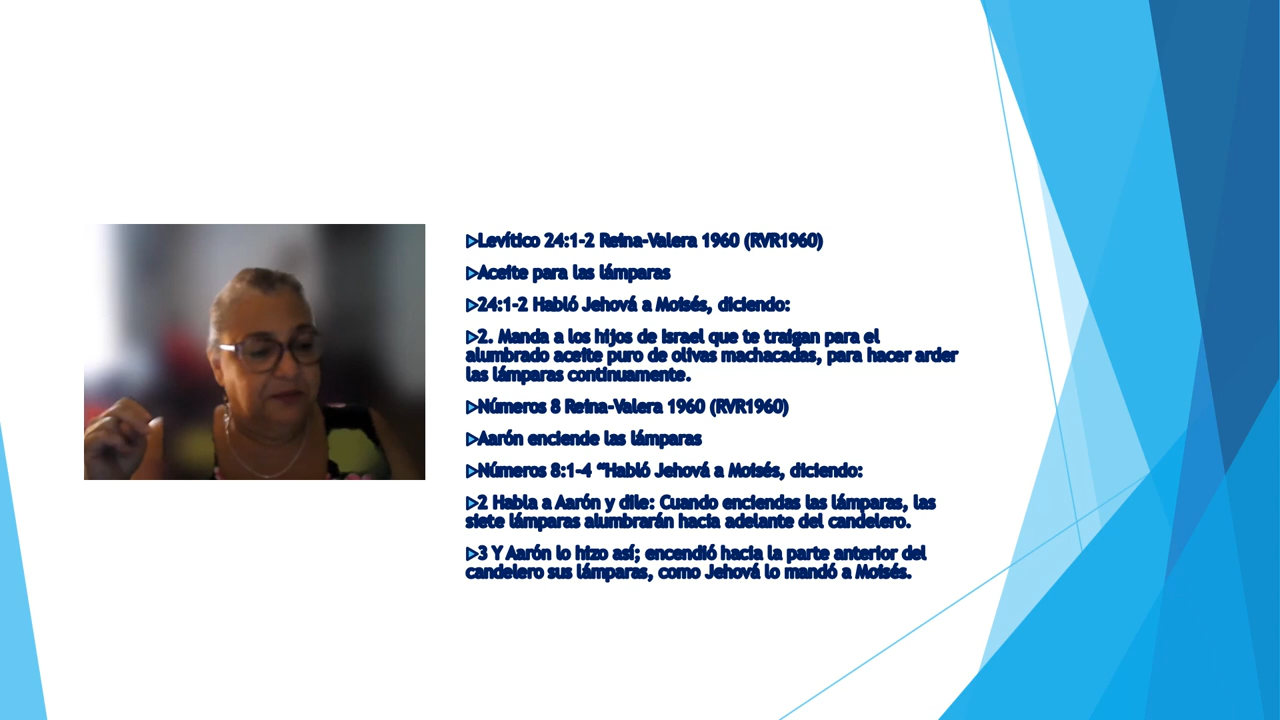 Levítico 24:1-2 Reina-Valera 1960 (RVR1960)
Aceite para las lámparas
24:1-2 Habló Jehová a Moisés, diciendo:
2. Manda a los hijos de Israel que te traigan para el
alumbrado aceite puro de olivas machacadas, para hacer arder
las lámparas continuamente.
Números 8 Reina-Valera 1960 (RVR1960)
Aarón enciende las lámparas
Números 8:1-4 “Habló Jehová a Moisés, diciendo:
2 Habla a Aarón y dile: Cuando enciendas las lámparas, las
siete lámparas alumbrarán hacia adelante del candelero.
3 Y Aarón lo hizo así; encendió hacia la parte anterior del
candelero sus lámparas, como Jehová lo mandó a Moisés.